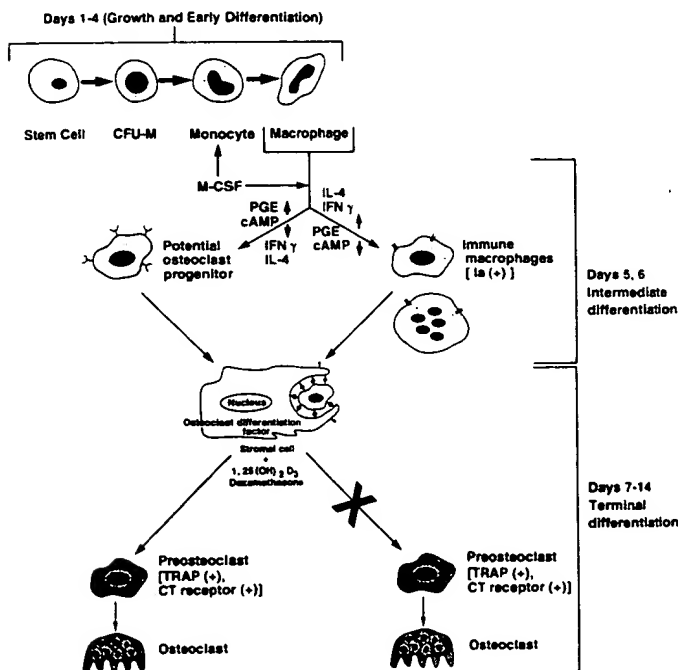 Days 1-4 (Growth and Early Differentiation)
Stem Cell
CFU-M
Monocyte
Macrophage
M-CSF
PGE
cAMP
IL-4
IFN γ
IFN γ
IL-4
PGE
cAMP
Potential
osteoclast
progenitor
Immune
macrophages
[ Ia (+) ]
Days 5, 6
Intermediate
differentiation
Nucleus
Osteoclast differentiation
factor
Stromal cell
+
1, 25 (OH) 2 D3
Dexamethasone
Days 7-14
Terminal
differentiation
Preosteoclast
[TRAP (+),
CT receptor (+)]
Preosteoclast
[TRAP (+),
CT receptor (+)]
Osteoclast
Osteoclast